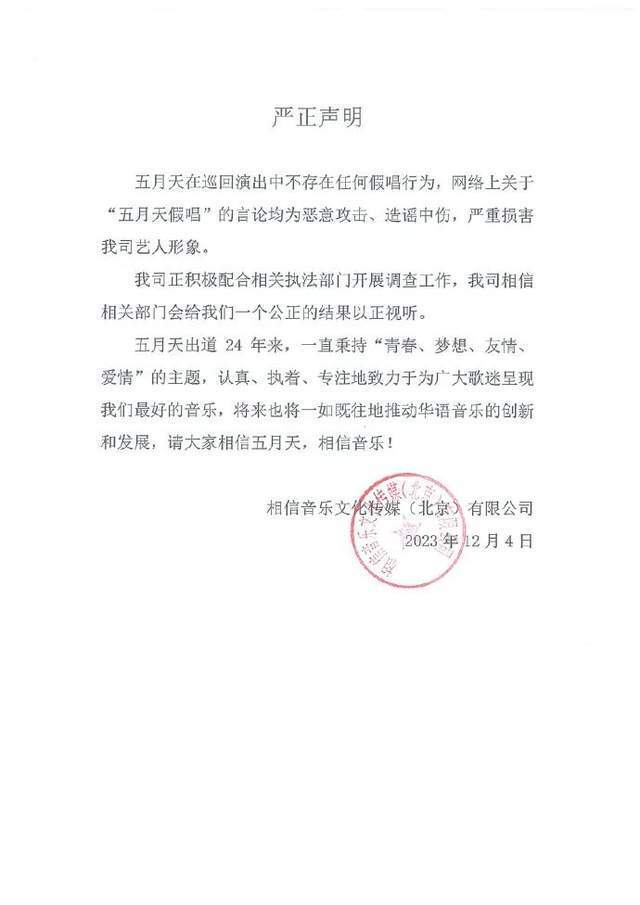 严正声明
五月天在巡回演出中不存在任何假唱行为，网络上关于
“五月天假唱”的言论均为恶意攻击、造谣中伤，严重损害
我司艺人形象。
我司正积极配合相关执法部门开展调查工作，我司相信
相关部门会给我们一个公正的结果以正视听。
五月天出道 24 年来，一直秉持“青春、梦想、友情、
爱情”的主题，认真、执着、专注地致力于为广大歌迷呈现
我们最好的音乐，将来也将一如既往地推动华语音乐的创新
和发展，请大家相信五月天，相信音乐！
相信音乐文化传媒（北京）有限公司
2023 年 12 月 4 日
相信音乐文化传媒(北京)有限公司